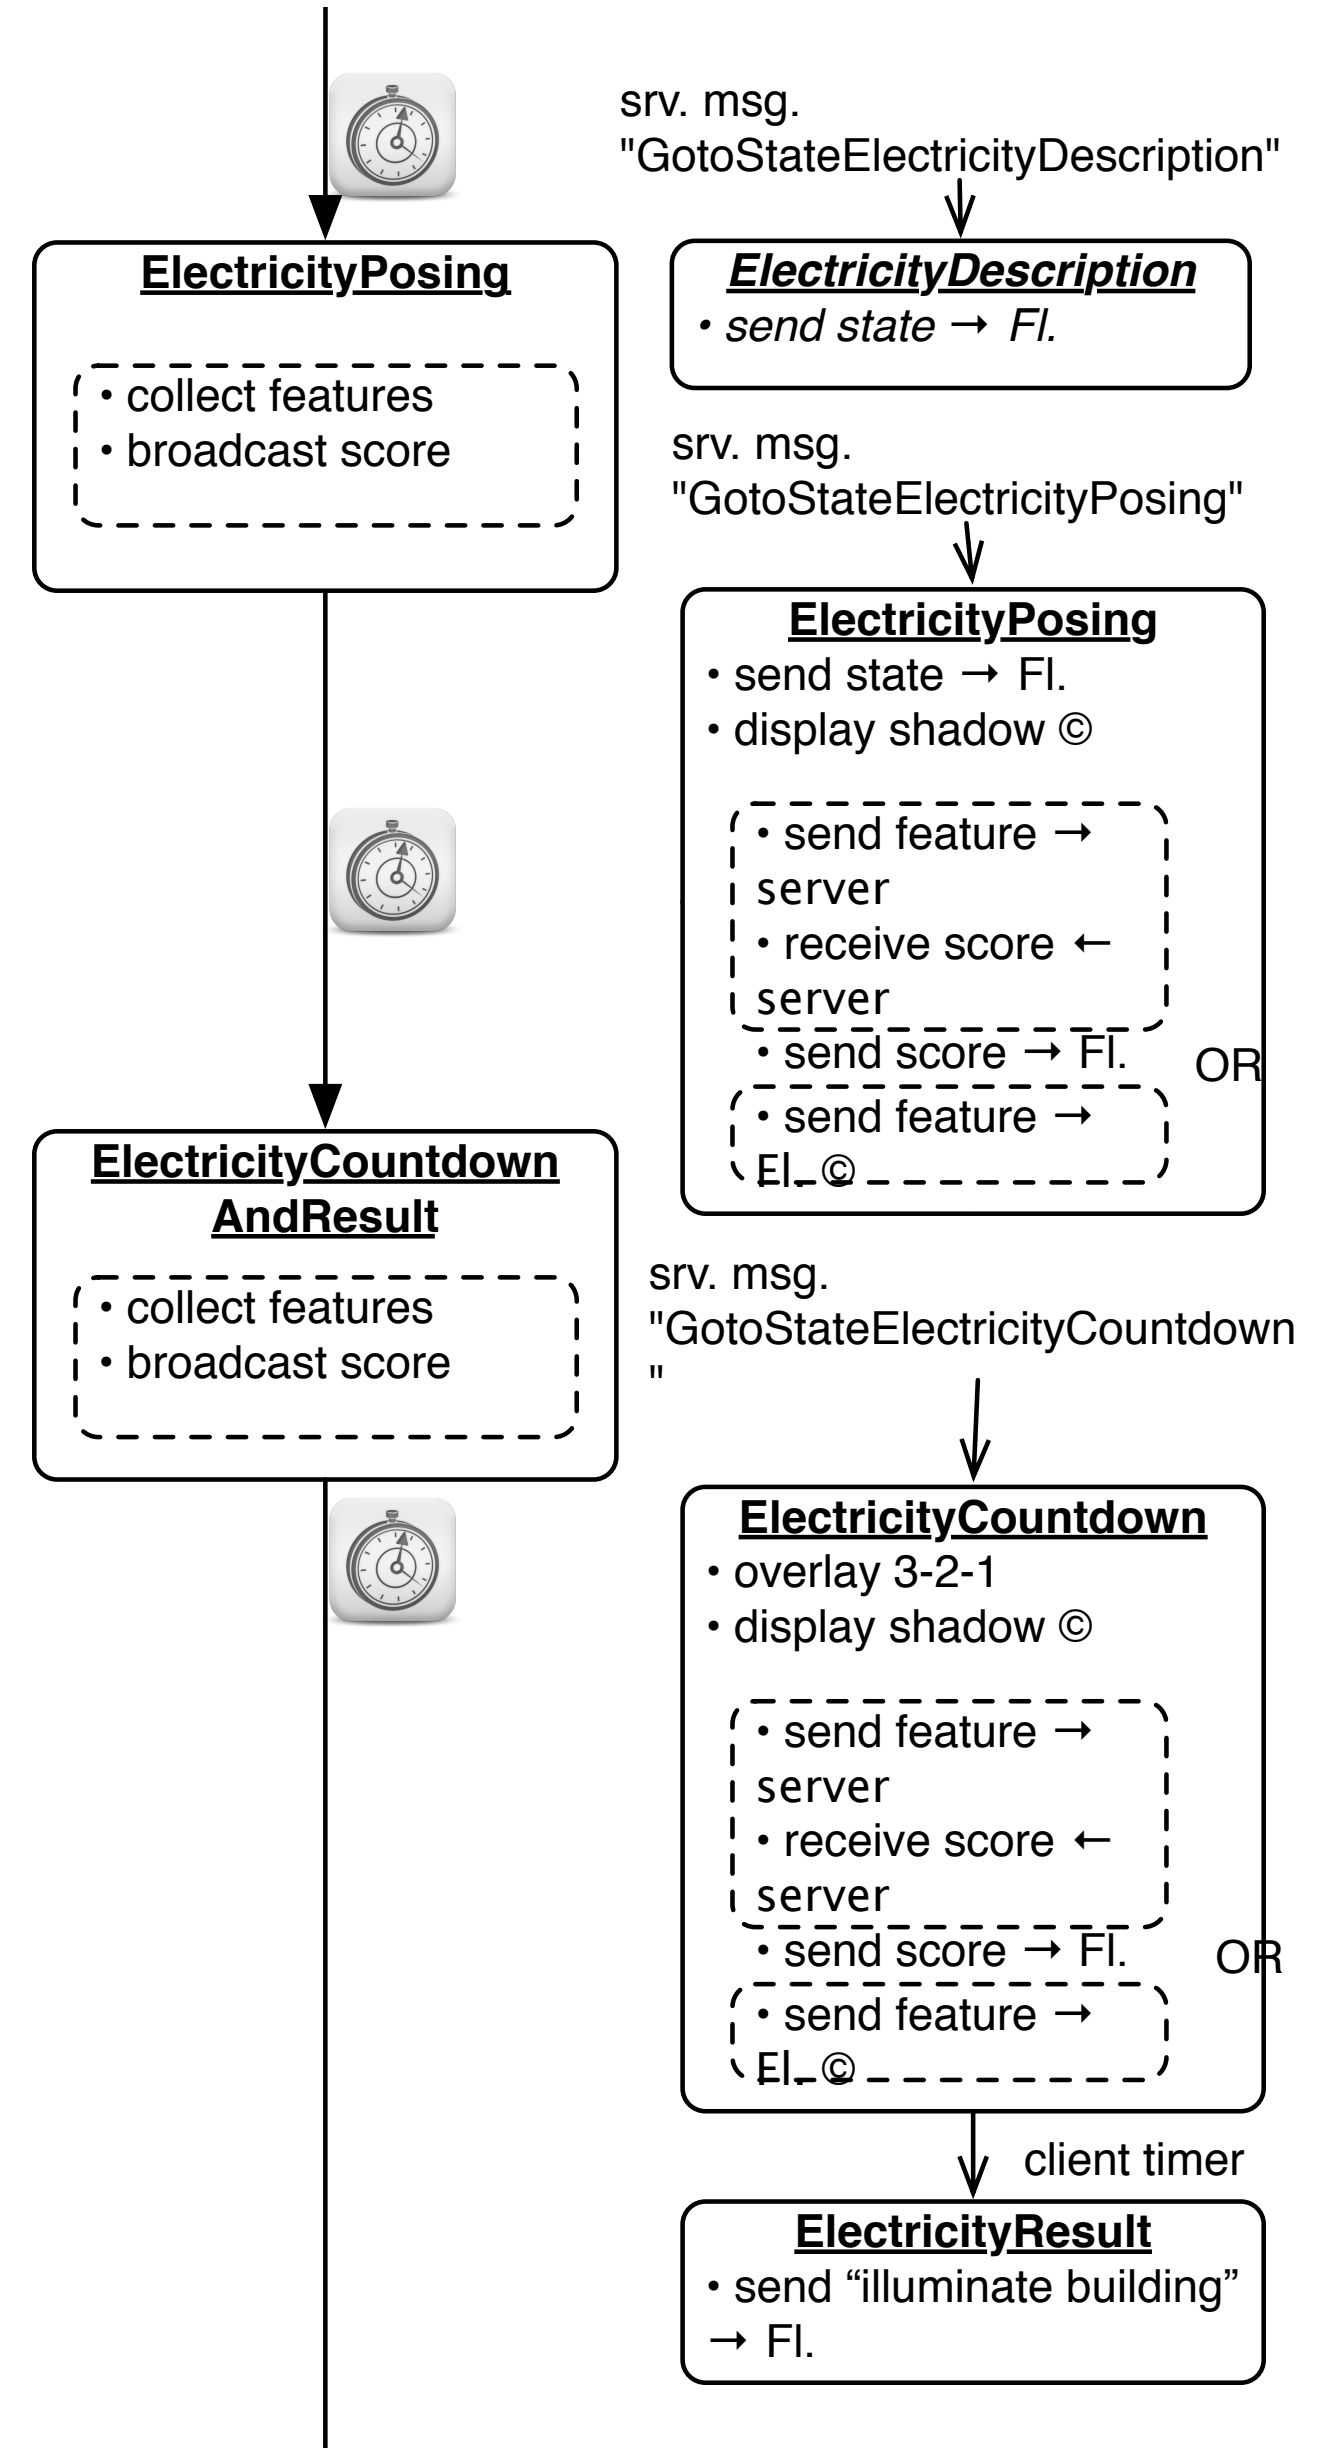 srv. msg.
"GotoStateElectricityDescription"
ElectricityPosing
• collect features
• broadcast score
ElectricityDescription
• send state → Fl.
srv. msg.
"GotoStateElectricityPosing"
ElectricityPosing
• send state → Fl.
• display shadow ©
• send feature →
server
• receive score ←
server
• send score → Fl.
OR
• send feature →
Fl. ©
ElectricityCountdown
AndResult
• collect features
• broadcast score
srv. msg.
"GotoStateElectricityCountdown
"
ElectricityCountdown
• overlay 3-2-1
• display shadow ©
• send feature →
server
• receive score ←
server
• send score → Fl.
OR
• send feature →
Fl. ©
client timer
ElectricityResult
• send “illuminate building”
→ Fl.